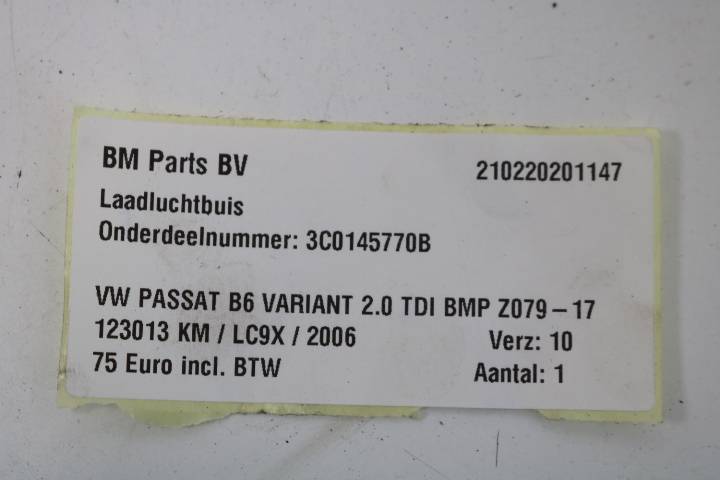 BM Parts BV 210220201147
Laadluchtbuis
Onderdeelnummer: 3C0145770B
VW PASSAT B6 VARIANT 2.0 TDI BMP Z079-17
123013 KM / LC9X / 2006 Verz: 10
75 Euro incl. BTW Aantal: 1